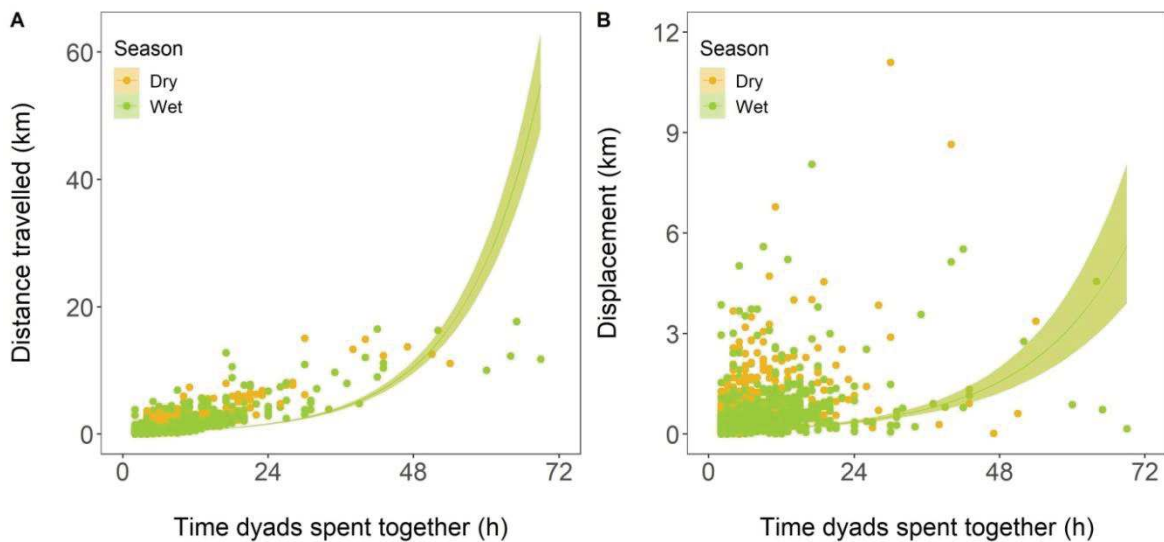 A
Distance travelled (km)
60
40
20
0
Season
Dry
Wet
0 24 48 72
Time dyads spent together (h)
B
Displacement (km)
12
9
6
3
0
Season
Dry
Wet
0 24 48 72
Time dyads spent together (h)